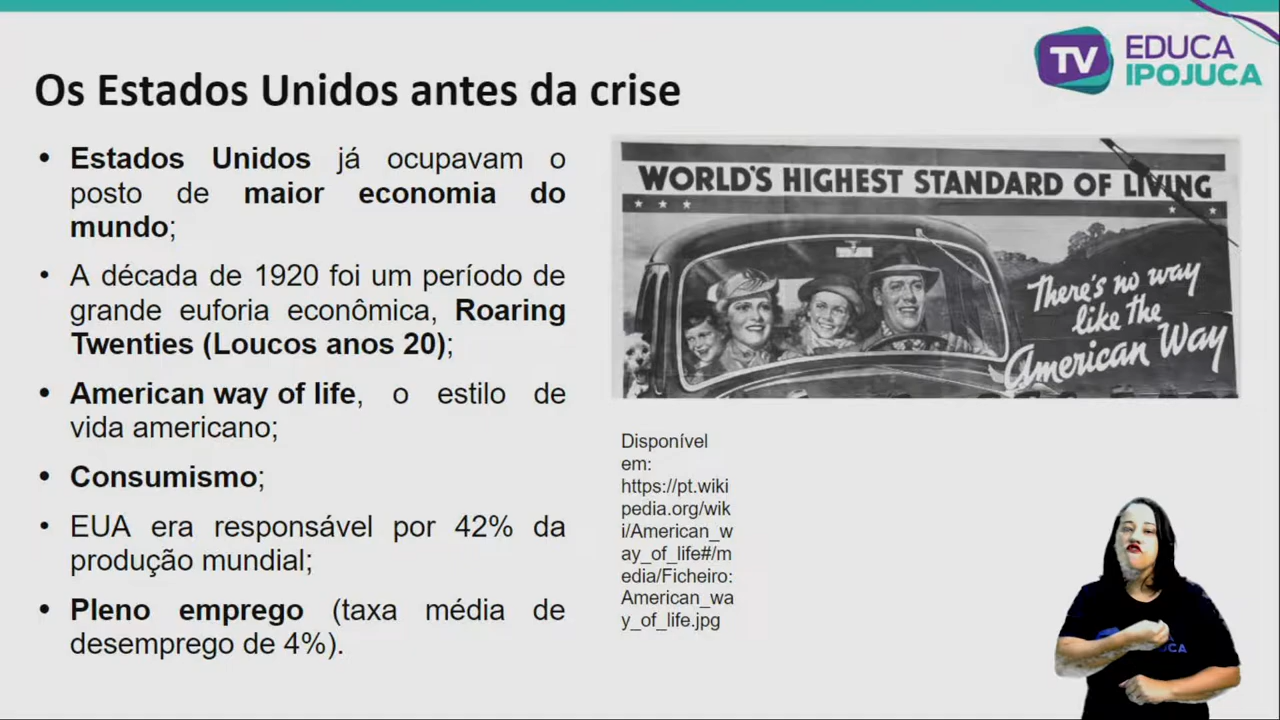 TV
EDUCA
IPOJUCA
Os Estados Unidos antes da crise
• Estados Unidos já ocupavam o
posto de maior economia do
mundo;
• A década de 1920 foi um período de
grande euforia econômica, Roaring
Twenties (Loucos anos 20);
• American way of life, o estilo de
vida americano;
• Consumismo;
• EUA era responsável por 42% da
produção mundial;
• Pleno emprego (taxa média de
desemprego de 4%).
WORLD'S HIGHEST STANDARD OF LIVING
There's no way
like the
American Way
Disponível
em:
https://pt.wiki
pedia.org/wik
i/American_w
ay_of_life#/m
edia/Ficheiro:
American_wa
y_of_life.jpg